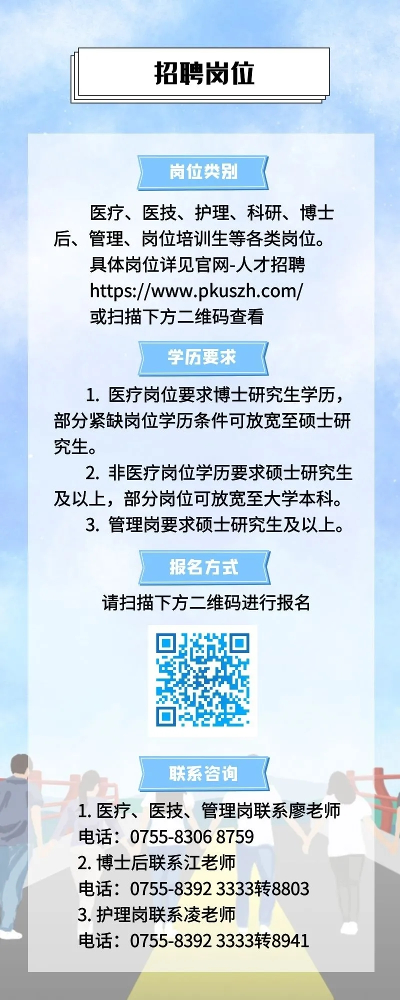 招聘岗位
岗位类别
医疗、医技、护理、科研、博士
后、管理、岗位培训生等各类岗位。
具体岗位详见官网-人才招聘
https://www.pkuszh.com/
或扫描下方二维码查看
学历要求
1. 医疗岗位要求博士研究生学历，
部分紧缺岗位学历条件可放宽至硕士研
究生。
2. 非医疗岗位学历要求硕士研究生
及以上，部分岗位可放宽至大学本科。
3. 管理岗要求硕士研究生及以上。
报名方式
请扫描下方二维码进行报名
联系咨询
1. 医疗、医技、管理岗联系廖老师
电话：0755-8306 8759
2. 博士后联系江老师
电话：0755-8392 3333转8803
3. 护理岗联系凌老师
电话：0755-8392 3333转8941